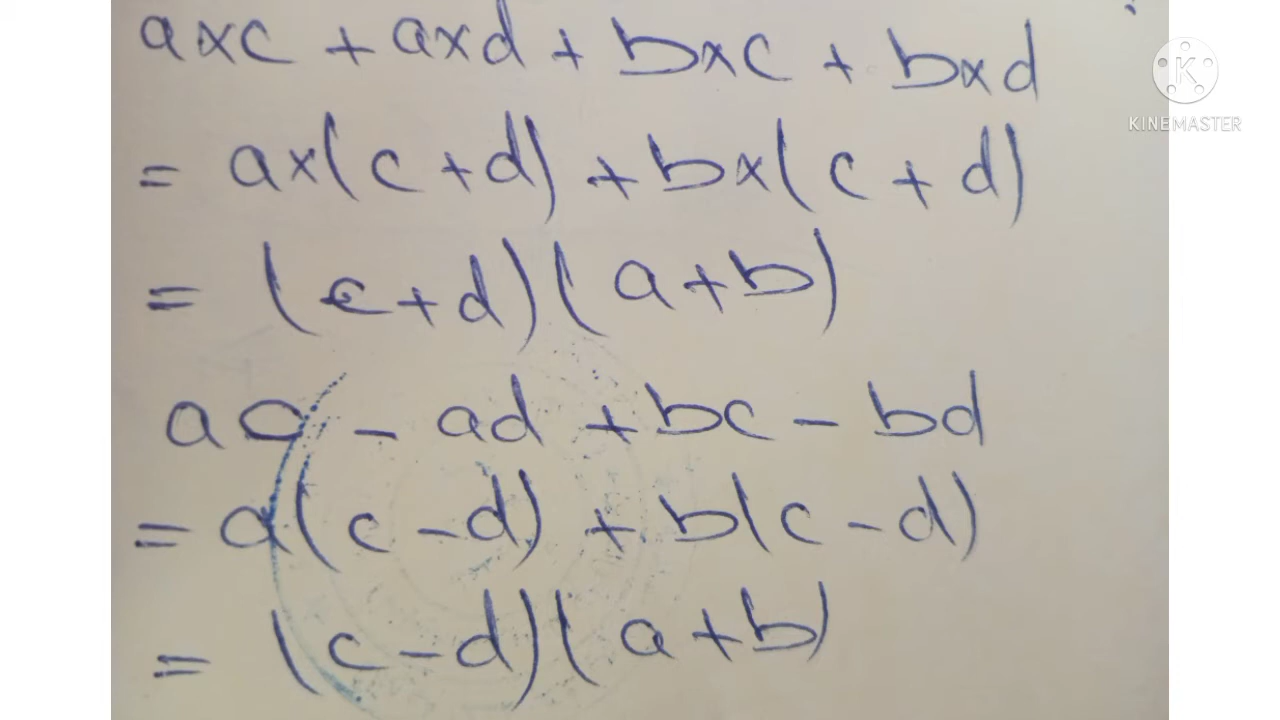 a×c + a×d + b×c + b×d
= a×(c+d) + b×(c+d)
= (c+d)(a+b)
ac - ad + bc - bd
= a(c-d) + b(c-d)
= (c-d)(a+b)
K
KINEMASTER